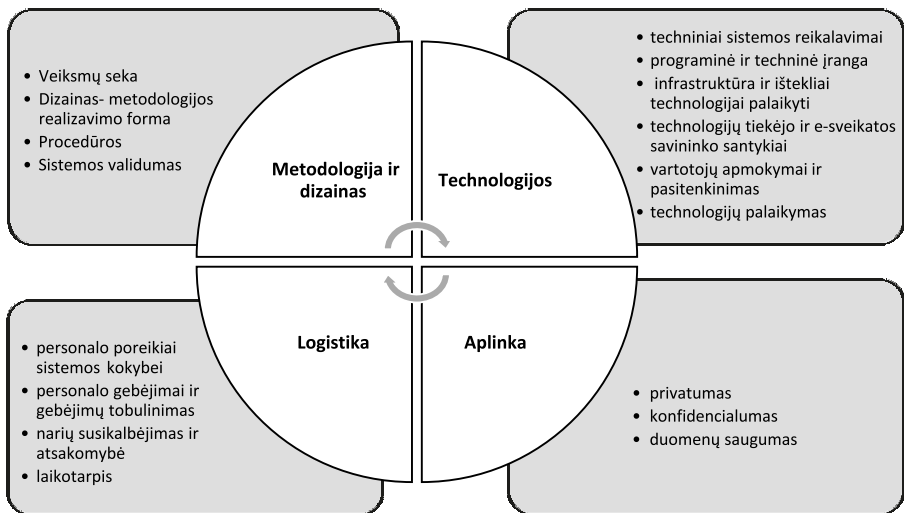 • Veiksmų seka
• Dizainas- metodologijos
realizavimo forma
• Procedūros
• Sistemos validumas
Metodologija ir
dizainas
• techniniai sistemos reikalavimai
• programinė ir techninė įranga
• infrastruktūra ir ištekliai
technologijai palaikyti
• technologijų tiekėjo ir e-sveikatos
savininko santykiai
• vartotojų apmokymai ir
pasitenkinimas
• technologijų palaikymas
Technologijos
• personalo poreikiai
sistemos kokybei
• personalo gebėjimai ir
gebėjimų tobulinimas
• narių susikalbėjimas ir
atsakomybė
• laikotarpis
Logistika
Aplinka
• privatumas
• konfidencialumas
• duomenų saugumas